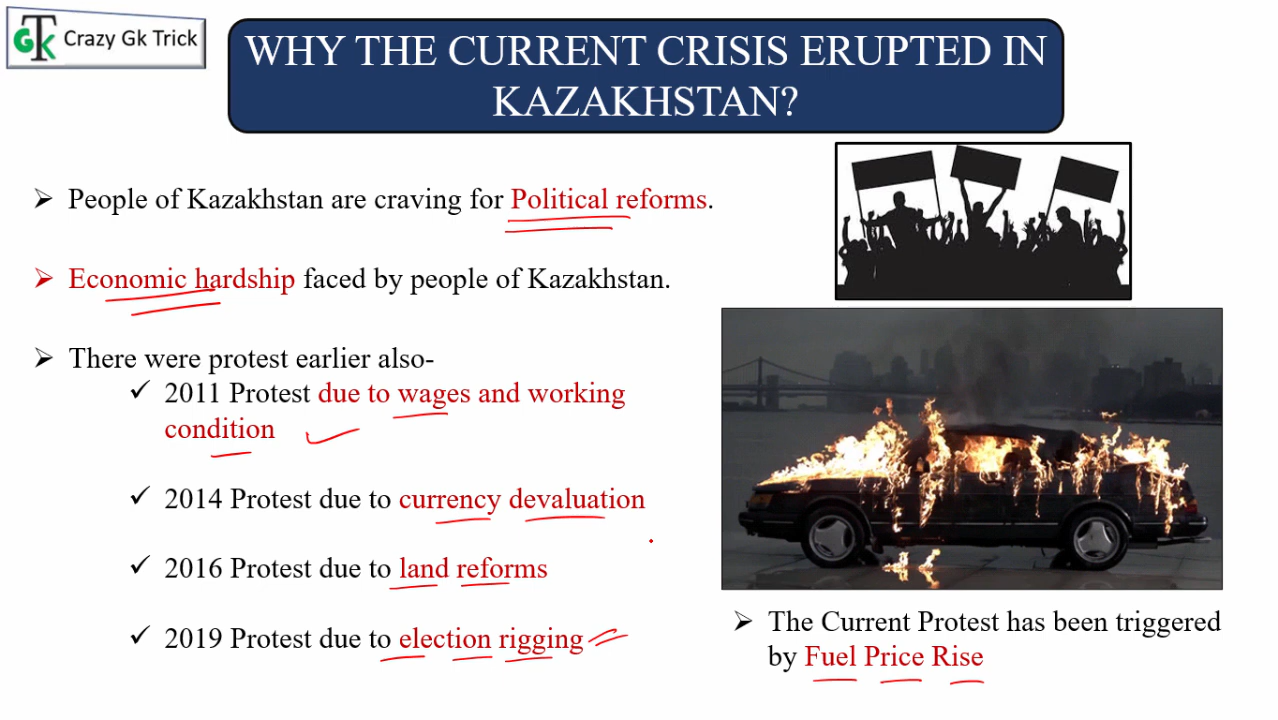 TGK Crazy Gk Trick
WHY THE CURRENT CRISIS ERUPTED IN
KAZAKHSTAN?
➢ People of Kazakhstan are craving for Political reforms.
➢ Economic hardship faced by people of Kazakhstan.
➢ There were protest earlier also-
✓ 2011 Protest due to wages and working
condition
✓ 2014 Protest due to currency devaluation
✓ 2016 Protest due to land reforms
✓ 2019 Protest due to election rigging
➢ The Current Protest has been triggered
by Fuel Price Rise